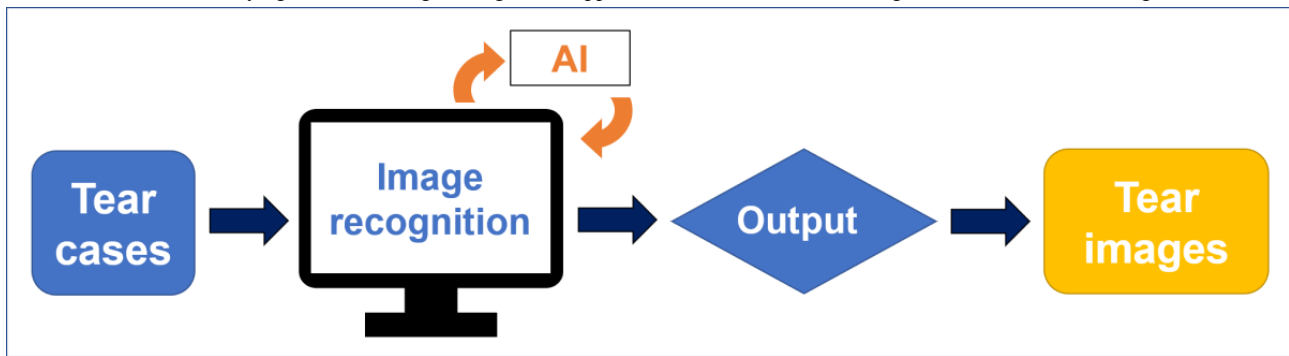 AI
Tear
cases
Image
recognition
Output
Tear
images